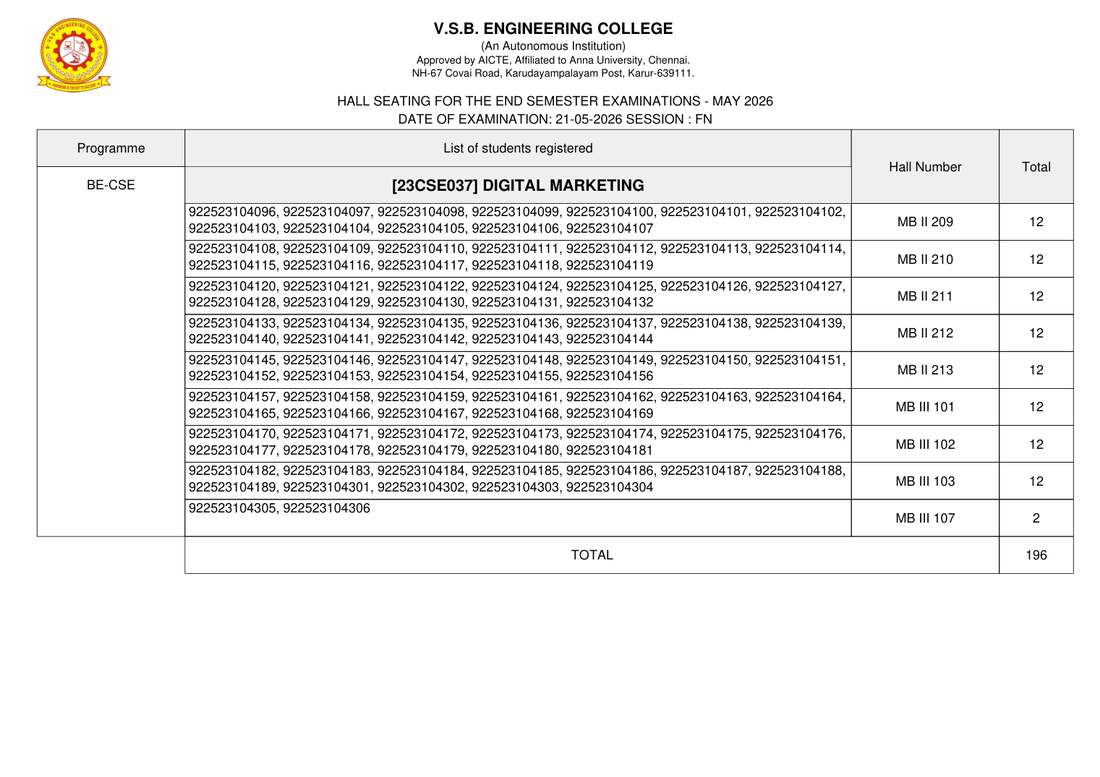 V.S.B. ENGINEERING COLLEGE
(An Autonomous Institution)
Approved by AICTE, Affiliated to Anna University, Chennai.
NH-67 Covai Road, Karudayampalayam Post, Karur-639111.
HALL SEATING FOR THE END SEMESTER EXAMINATIONS - MAY 2026
DATE OF EXAMINATION: 21-05-2026 SESSION : FN
Programme List of students registered Hall Number Total
BE-CSE [23CSE037] DIGITAL MARKETING
922523104096, 922523104097, 922523104098, 922523104099, 922523104100, 922523104101, 922523104102,
922523104103, 922523104104, 922523104105, 922523104106, 922523104107
MB II 209 12
922523104108, 922523104109, 922523104110, 922523104111, 922523104112, 922523104113, 922523104114,
922523104115, 922523104116, 922523104117, 922523104118, 922523104119
MB II 210 12
922523104120, 922523104121, 922523104122, 922523104124, 922523104125, 922523104126, 922523104127,
922523104128, 922523104129, 922523104130, 922523104131, 922523104132
MB II 211 12
922523104133, 922523104134, 922523104135, 922523104136, 922523104137, 922523104138, 922523104139,
922523104140, 922523104141, 922523104142, 922523104143, 922523104144
MB II 212 12
922523104145, 922523104146, 922523104147, 922523104148, 922523104149, 922523104150, 922523104151,
922523104152, 922523104153, 922523104154, 922523104155, 922523104156
MB II 213 12
922523104157, 922523104158, 922523104159, 922523104161, 922523104162, 922523104163, 922523104164,
922523104165, 922523104166, 922523104167, 922523104168, 922523104169
MB III 101 12
922523104170, 922523104171, 922523104172, 922523104173, 922523104174, 922523104175, 922523104176,
922523104177, 922523104178, 922523104179, 922523104180, 922523104181
MB III 102 12
922523104182, 922523104183, 922523104184, 922523104185, 922523104186, 922523104187, 922523104188,
922523104189, 922523104301, 922523104302, 922523104303, 922523104304
MB III 103 12
922523104305, 922523104306
MB III 107 2
TOTAL 196